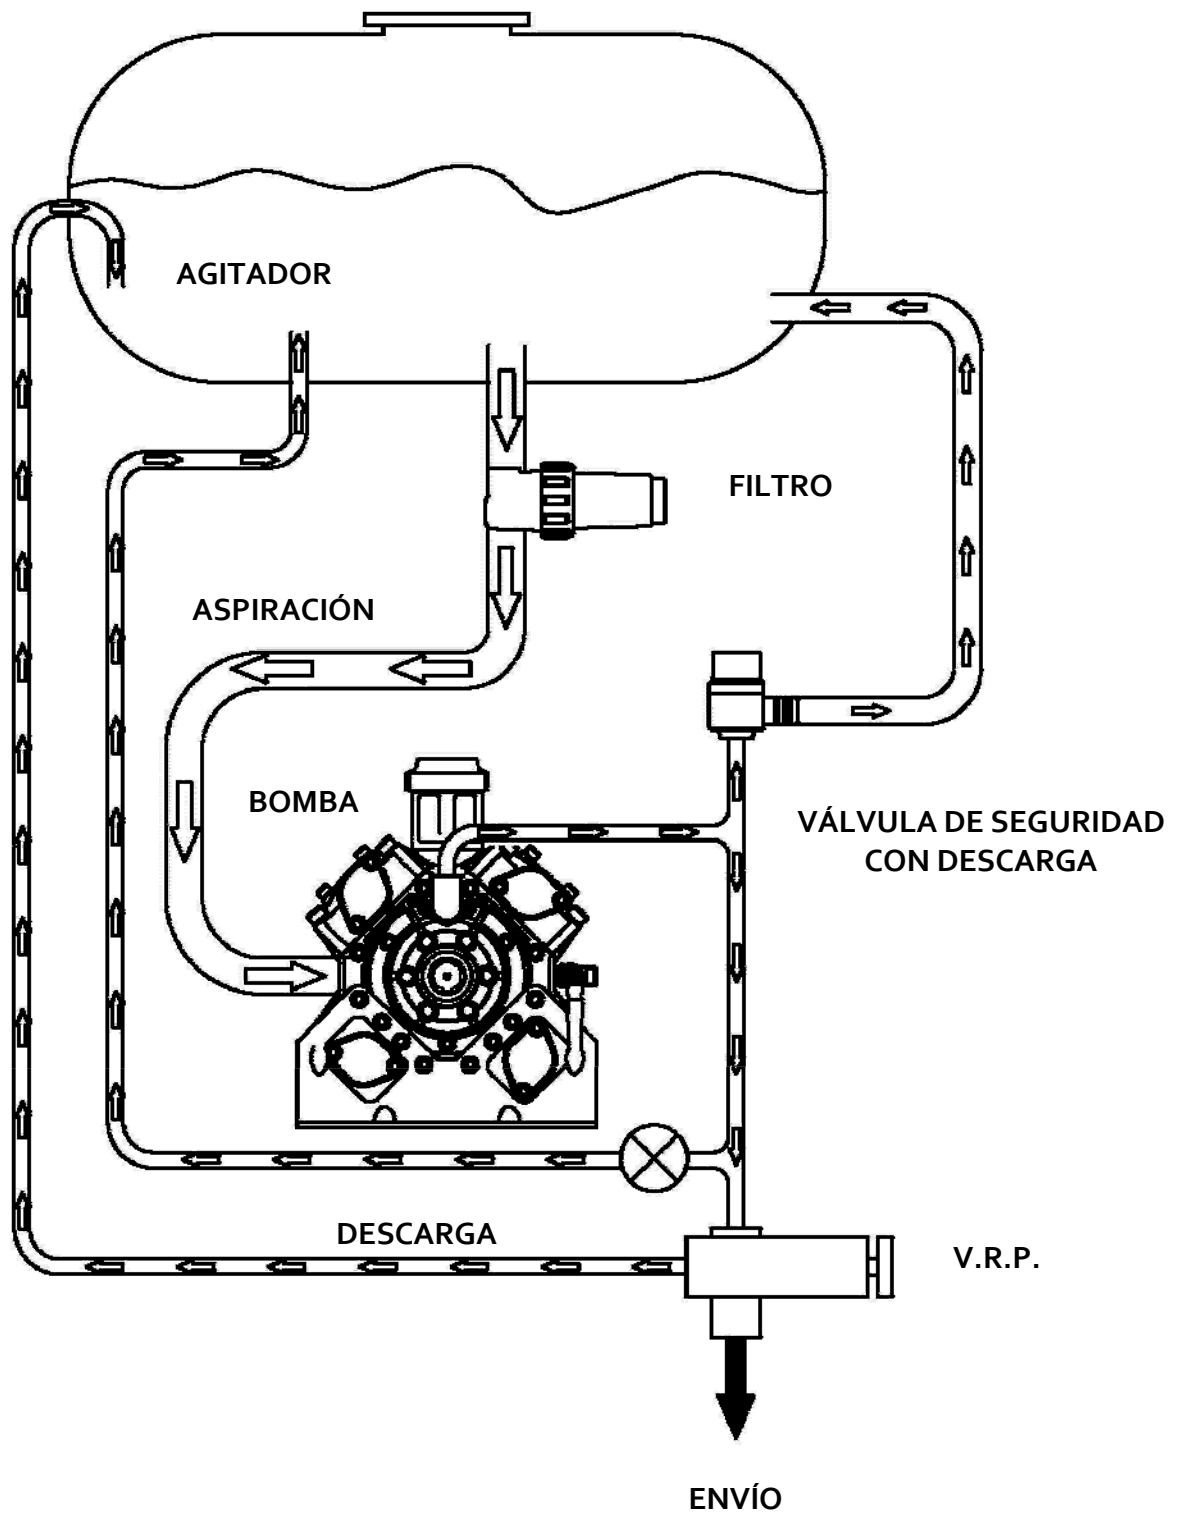 AGITADOR
FILTRO
ASPIRACIÓN
BOMBA
VÁLVULA DE SEGURIDAD
CON DESCARGA
DESCARGA
V.R.P.
ENVÍO